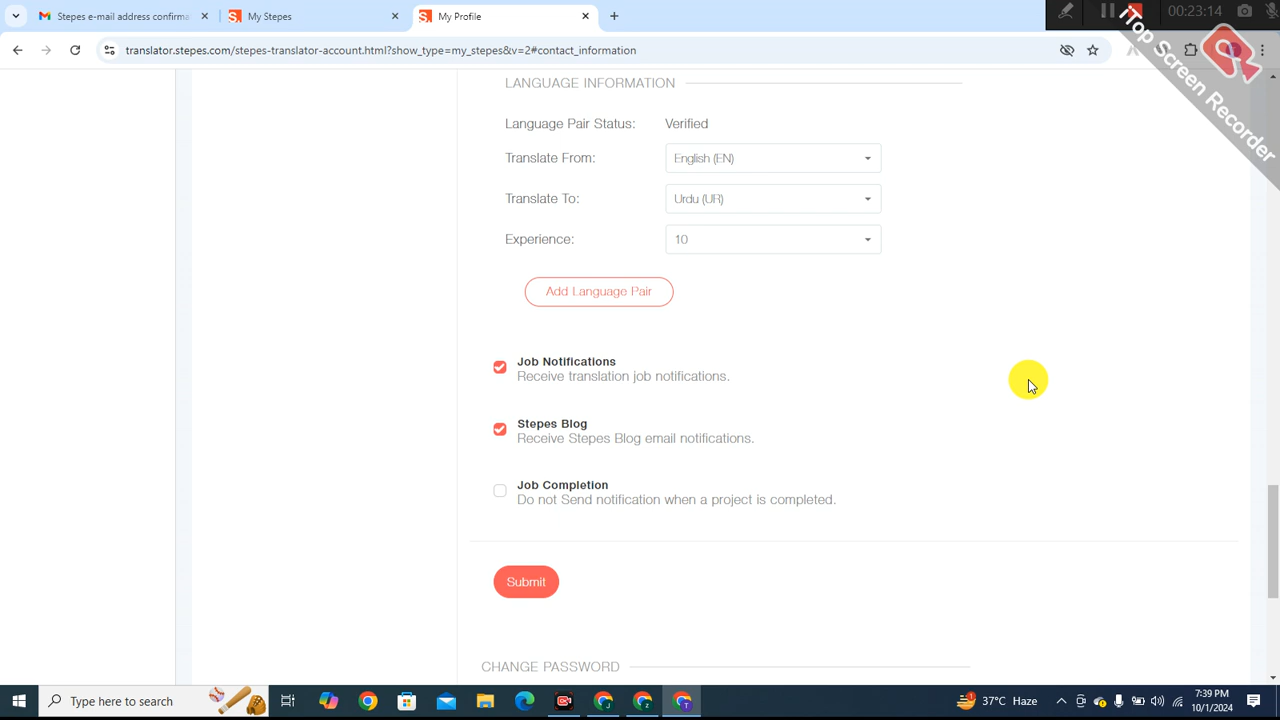 Stepes e-mail address confirma
My Stepes
My Profile
00:23:14
translator.stepes.com/stepes-translator-account.html?show_type=my_stepes&v=2#contact_information
iTop Screen Recorder
LANGUAGE INFORMATION
Language Pair Status: Verified
Translate From: English (EN)
Translate To: Urdu (UR)
Experience: 10
Add Language Pair
Job Notifications
Receive translation job notifications.
Stepes Blog
Receive Stepes Blog email notifications.
Job Completion
Do not Send notification when a project is completed.
Submit
CHANGE PASSWORD
Type here to search
37°C Haze
7:39 PM
10/1/2024